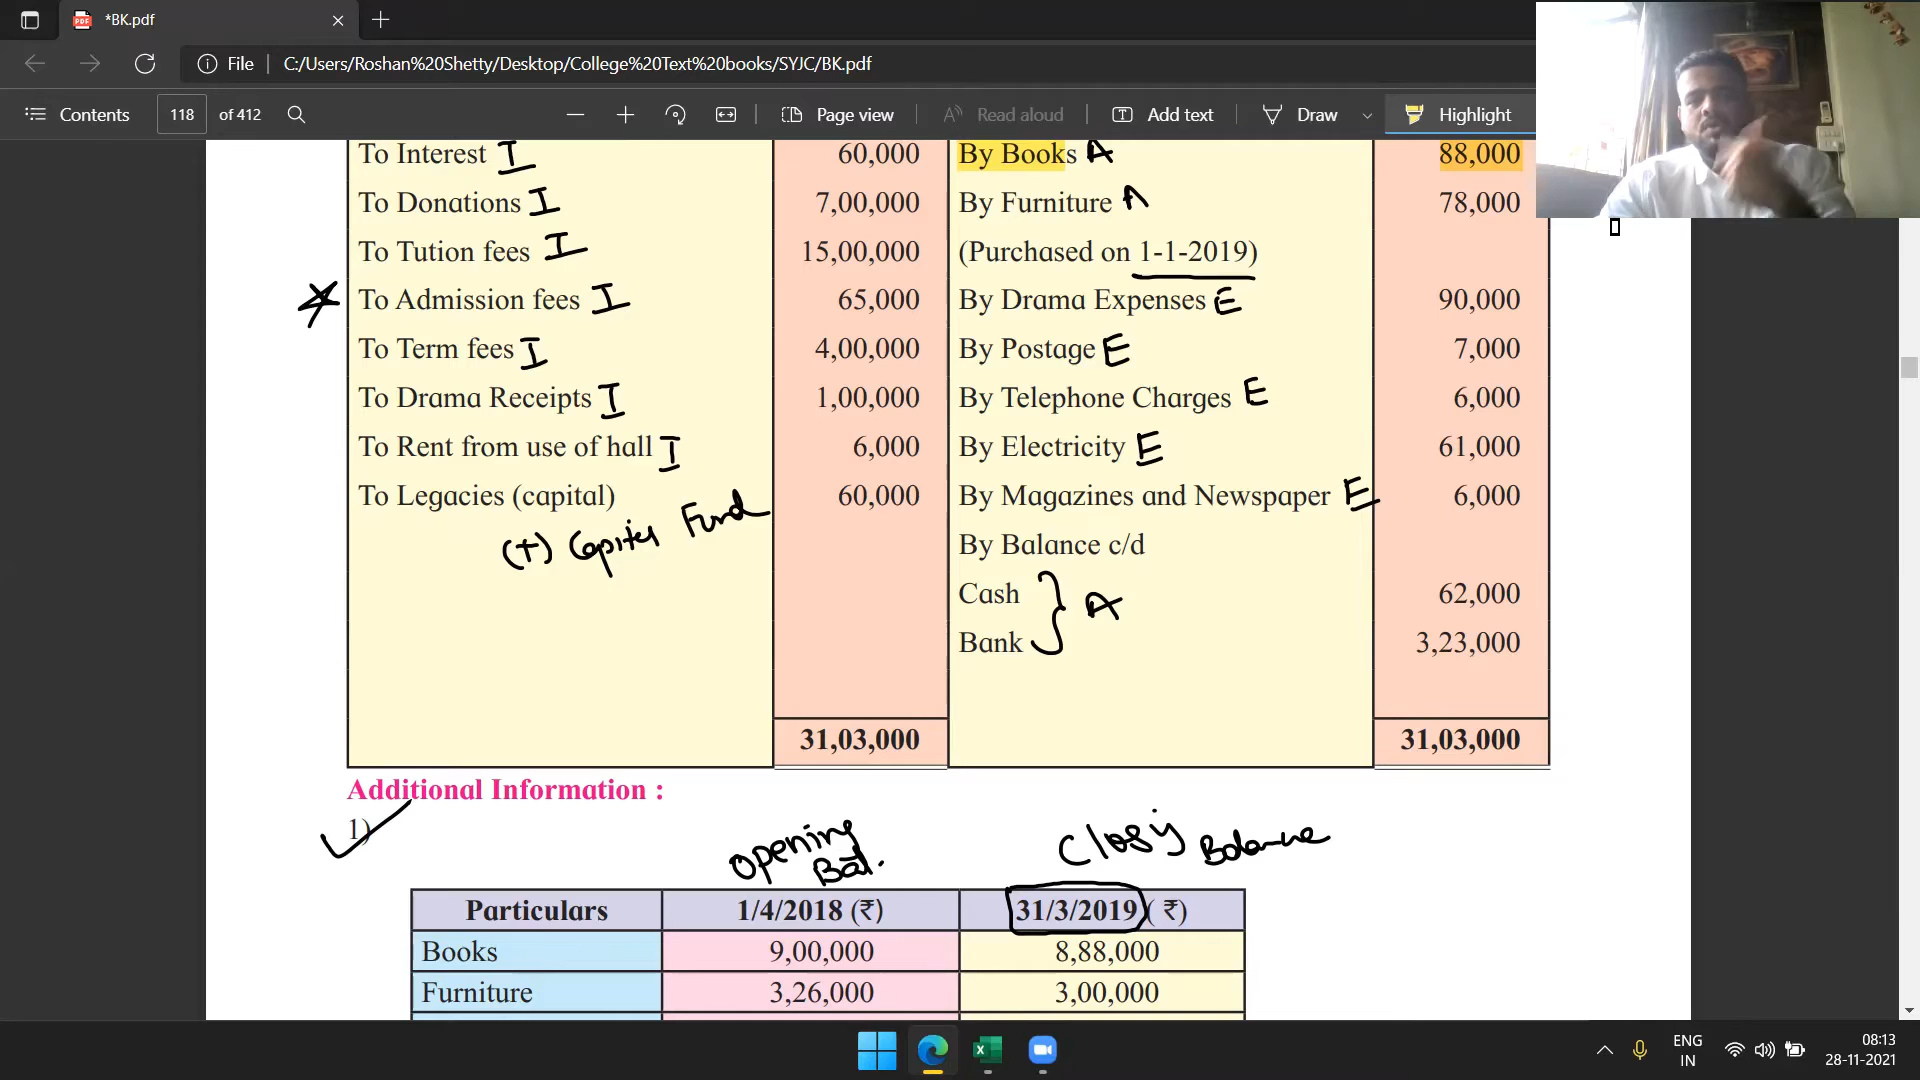 *BK.pdf
File
C:/Users/Roshan%20Shetty/Desktop/College%20Text%20books/SYJC/BK.pdf
Contents
118
of 412
Page view
Read aloud
Add text
Draw
Highlight
To Interest I 60,000 By Books A 88,000
To Donations I 7,00,000 By Furniture A 78,000
To Tution fees I 15,00,000 (Purchased on 1-1-2019)
To Admission fees I 65,000 By Drama Expenses E 90,000
To Term fees I 4,00,000 By Postage E 7,000
To Drama Receipts I 1,00,000 By Telephone Charges E 6,000
To Rent from use of hall I 6,000 By Electricity E 61,000
To Legacies (capital) 60,000 By Magazines and Newspaper E 6,000
(+) Capital Fund
By Balance c/d
Cash 62,000
A
Bank 3,23,000
31,03,000 31,03,000
Additional Information :
1)
Opening Bal.
Closing Balance
Particulars 1/4/2018 (₹) 31/3/2019 ( ₹)
Books 9,00,000 8,88,000
Furniture 3,26,000 3,00,000
ENG
IN
08:13
28-11-2021